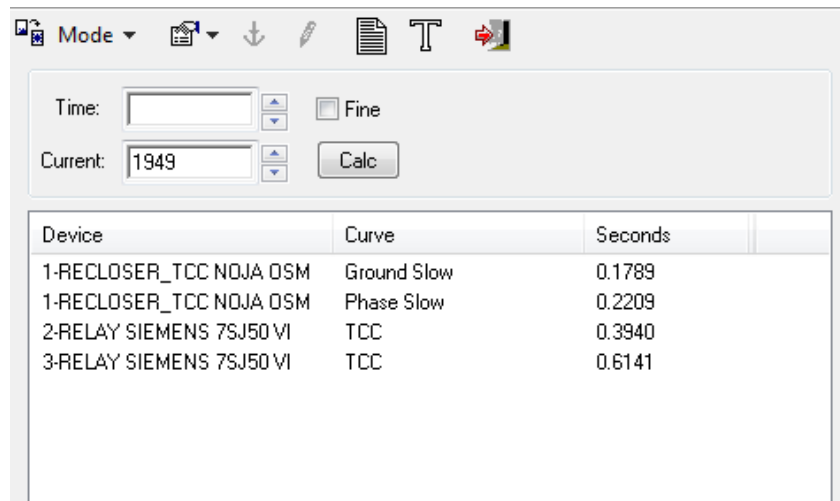 Mode
Time:
Fine
Current: 1949 Calc
Device Curve Seconds
1-RECLOSER_TCC NOJA OSM Ground Slow 0.1789
1-RECLOSER_TCC NOJA OSM Phase Slow 0.2209
2-RELAY SIEMENS 7SJ50 VI TCC 0.3940
3-RELAY SIEMENS 7SJ50 VI TCC 0.6141